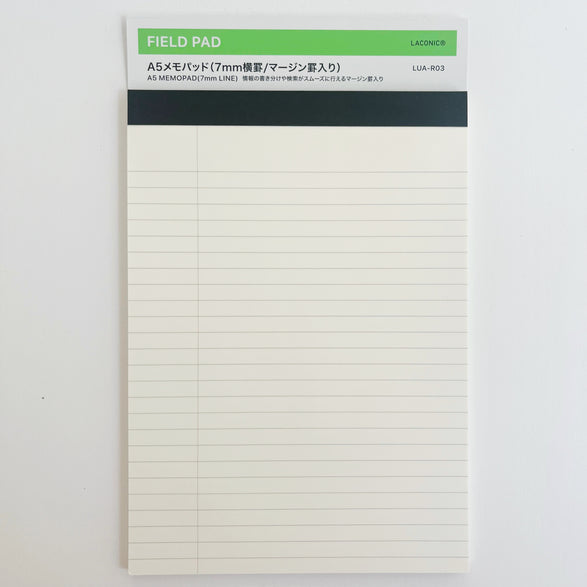 FIELD PAD LACONIC®
A5メモパッド(7mm横罫/マージン罫入り) LUA-R03
A5 MEMOPAD(7mm LINE) 情報の書き分けや検索がスムーズに行えるマージン罫入り